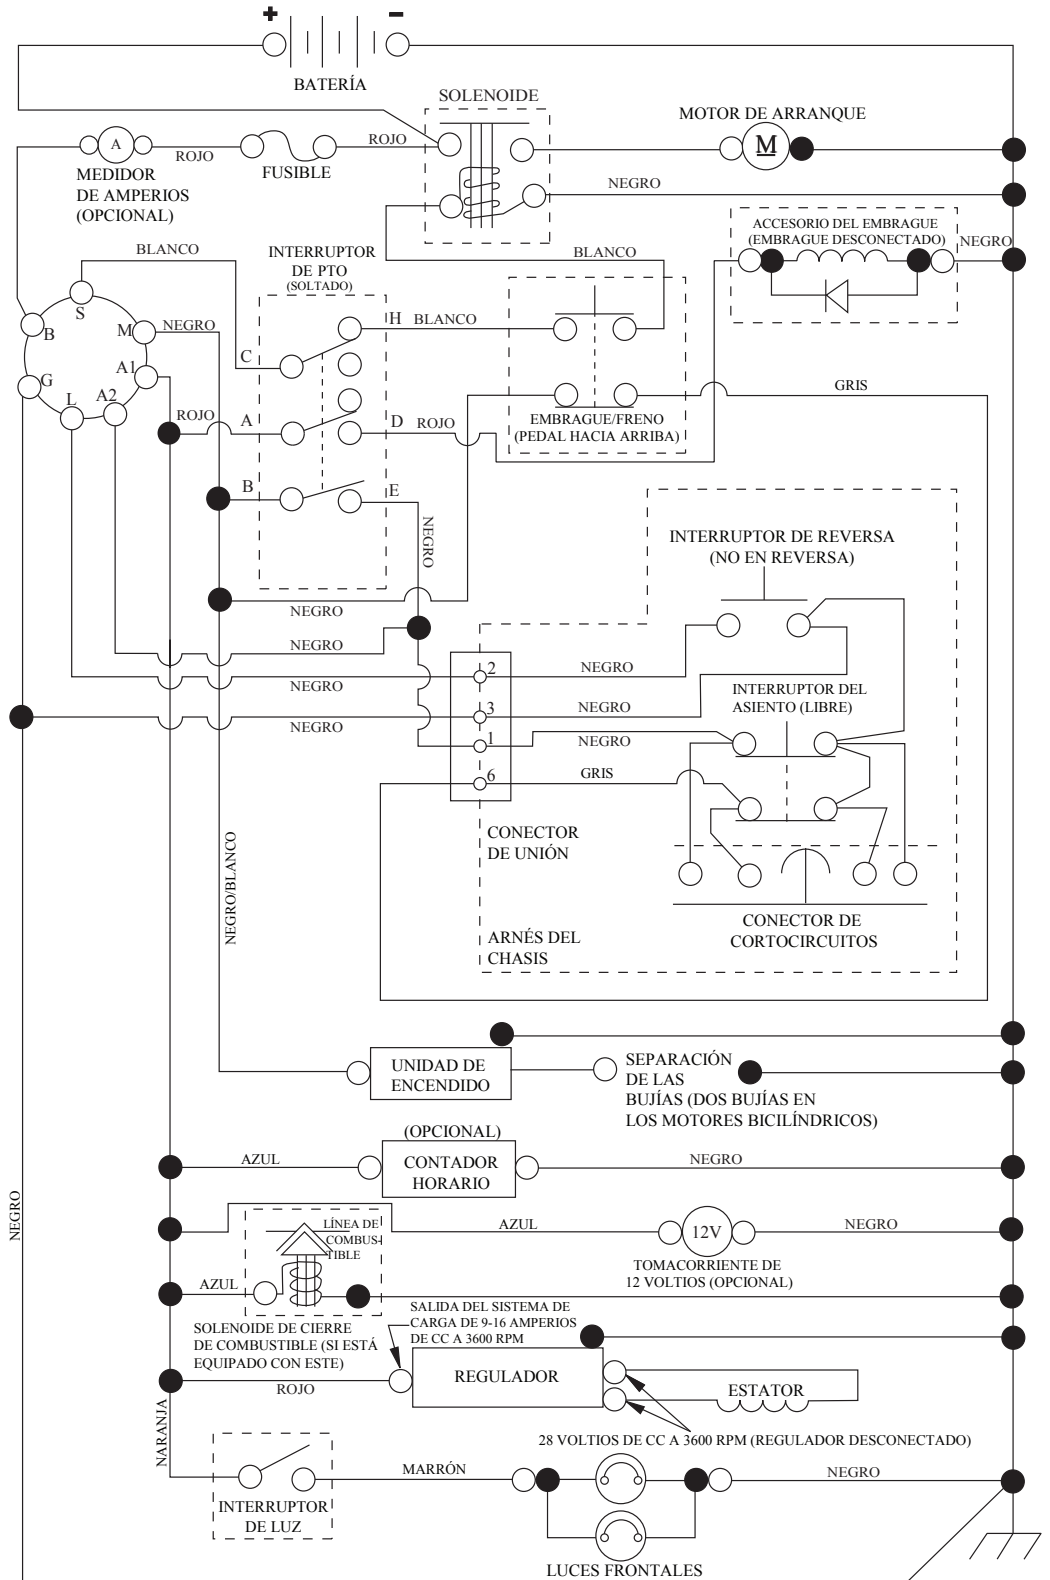 + −
BATERÍA
SOLENOIDE
MOTOR DE ARRANQUE
A
ROJO
ROJO
M
MEDIDOR
DE AMPERIOS
(OPCIONAL)
FUSIBLE
NEGRO
ACCESORIO DEL EMBRAGUE
(EMBRAGUE DESCONECTADO)
NEGRO
BLANCO
INTERRUPTOR
DE PTO
(SOLTADO)
BLANCO
S
B
M
NEGRO
H
BLANCO
C
A1
G
A2
L
GRIS
ROJO
A
D
ROJO
EMBRAGUE/FRENO
(PEDAL HACIA ARRIBA)
B
E
NEGRO
INTERRUPTOR DE REVERSA
(NO EN REVERSA)
NEGRO
NEGRO
2
NEGRO
NEGRO
INTERRUPTOR DEL
ASIENTO (LIBRE)
3
NEGRO
NEGRO
1
NEGRO
6
GRIS
CONECTOR
DE UNIÓN
NEGRO/BLANCO
CONECTOR DE
CORTOCIRCUITOS
ARNÉS DEL
CHASIS
UNIDAD DE
ENCENDIDO
SEPARACIÓN
DE LAS
BUJÍAS (DOS BUJÍAS EN
LOS MOTORES BICILÍNDRICOS)
(OPCIONAL)
AZUL
CONTADOR
HORARIO
NEGRO
NEGRO
LÍNEA DE
COMBUS-
TIBLE
AZUL
12V
NEGRO
TOMACORRIENTE DE
12 VOLTIOS (OPCIONAL)
AZUL
SOLENOIDE DE CIERRE
DE COMBUSTIBLE (SI ESTÁ
EQUIPADO CON ESTE)
SALIDA DEL SISTEMA DE
CARGA DE 9-16 AMPERIOS
DE CC A 3600 RPM
ROJO
REGULADOR
ESTATOR
28 VOLTIOS DE CC A 3600 RPM (REGULADOR DESCONECTADO)
NARANJA
MARRÓN
NEGRO
INTERRUPTOR
DE LUZ
LUCES FRONTALES